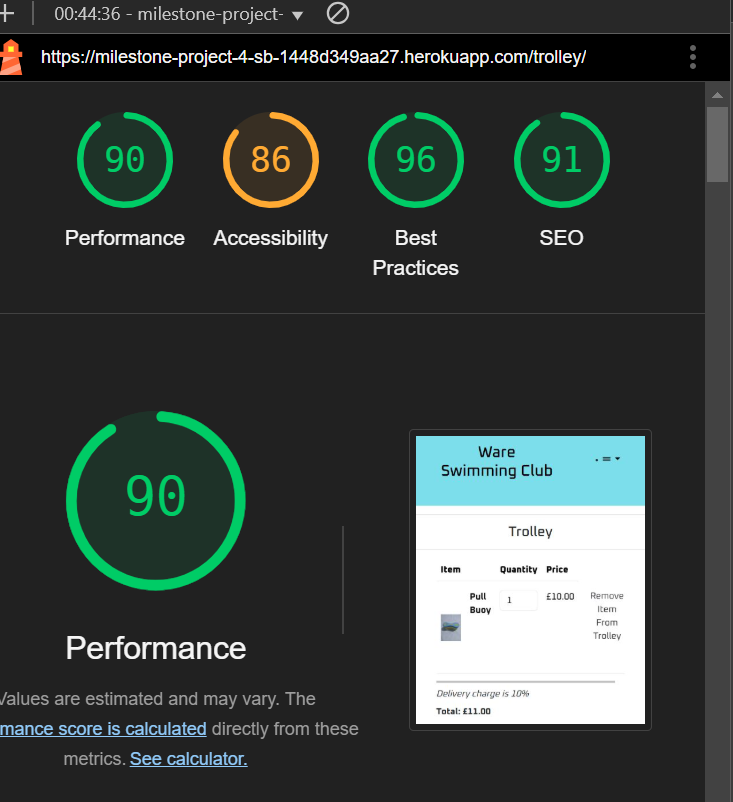 00:44:36 - milestone-project-
https://milestone-project-4-sb-1448d349aa27.herokuapp.com/trolley/
90 86 96 91
Performance Accessibility Best Practices SEO
90
Performance
Values are estimated and may vary. The
mance score is calculated directly from these
metrics. See calculator.
Ware
Swimming Club
Trolley
Item Quantity Price
Pull Buoy 1 £10.00 Remove Item From Trolley
Delivery charge is 10%
Total: £11.00